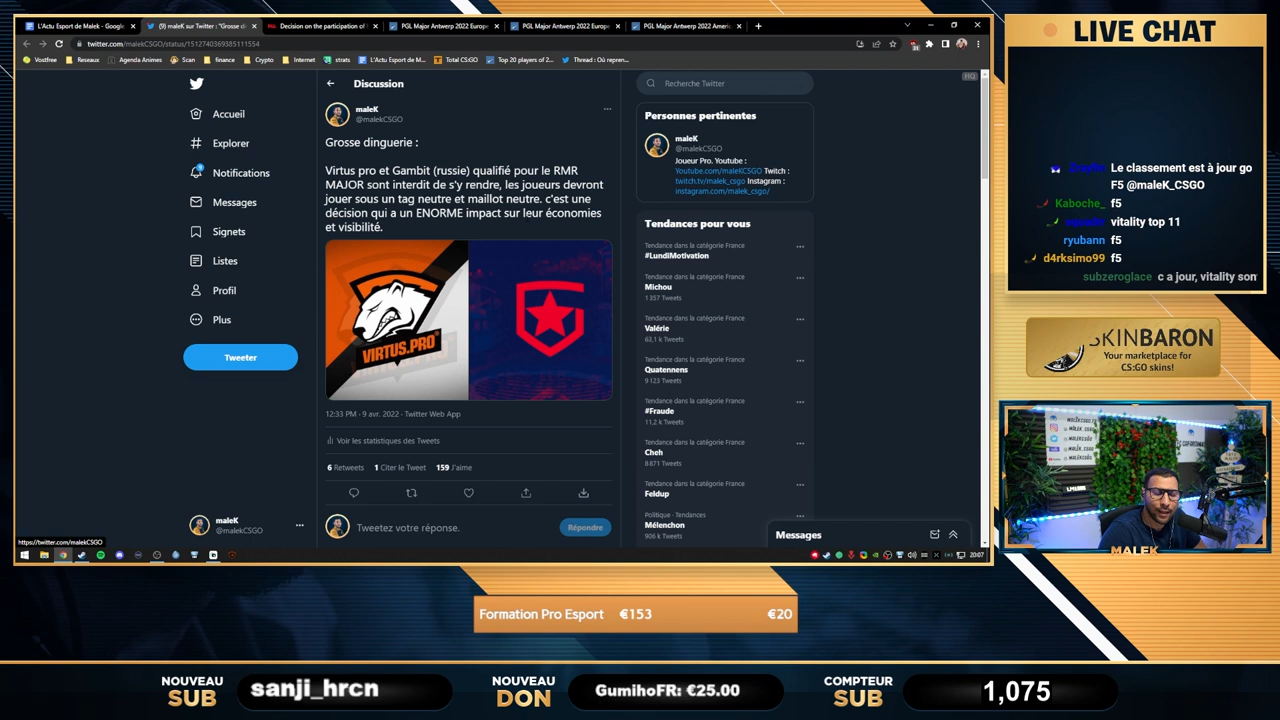 L'Actu Esport de Malek - Google
(9) maleK sur Twitter : "Grosse d
Decision on the participation of
PGL Major Antwerp 2022 Europe
PGL Major Antwerp 2022 Europe
PGL Major Antwerp 2022 Ameri
twitter.com/malekCSGO/status/1512740369385111554
Vostfree
Reseaux
Agenda Animes
Scan
finance
Crypto
Internet
strats
L'Actu Esport de M...
Total CS:GO
Top 20 players of 2...
Thread : Où repren...
HQ
Accueil
Explorer
Notifications
Messages
Signets
Listes
Profil
Plus
Tweeter
maleK
@malekCSGO
https://twitter.com/malekCSGO
Discussion
maleK
@malekCSGO
Grosse dinguerie :
Virtus pro et Gambit (russie) qualifié pour le RMR
MAJOR sont interdit de s'y rendre, les joueurs devront
jouer sous un tag neutre et maillot neutre. c'est une
décision qui a un ENORME impact sur leur économies
et visibilité.
VIRTUS.PRO
12:33 PM · 9 avr. 2022 · Twitter Web App
Voir les statistiques des Tweets
6 Retweets 1 Citer le Tweet 159 J'aime
Tweetez votre réponse.
Répondre
Recherche Twitter
Personnes pertinentes
maleK
@malekCSGO
Joueur Pro. Youtube :
Youtube.com/maleKCSGO Twitch :
twitch.tv/malek_csgo Instagram :
instagram.com/malek_csgo/
Tendances pour vous
Tendance dans la catégorie France
#LundiMotivation
Tendance dans la catégorie France
Michou
1 357 Tweets
Tendance dans la catégorie France
Valérie
63,1 k Tweets
Tendance dans la catégorie France
Quatennens
9 123 Tweets
Tendance dans la catégorie France
#Fraude
11,2 k Tweets
Tendance dans la catégorie France
Cheh
8 871 Tweets
Tendance dans la catégorie France
Feldup
Politique · Tendances
Mélenchon
906 k Tweets
Messages
20:07
LIVE CHAT
Le classement est à jour go
F5 @maleK_CSGO
Kaboche_ f5
vitality top 11
ryubann f5
d4rksimo99 f5
subzeroglace c a jour, vitality son
SKINBARON
Your marketplace for
CS:GO skins!
MALEK
Formation Pro Esport €153 €20
NOUVEAU
SUB
sanji_hrcn
NOUVEAU
DON
GumihoFR: €25.00
COMPTEUR
SUB
1,075